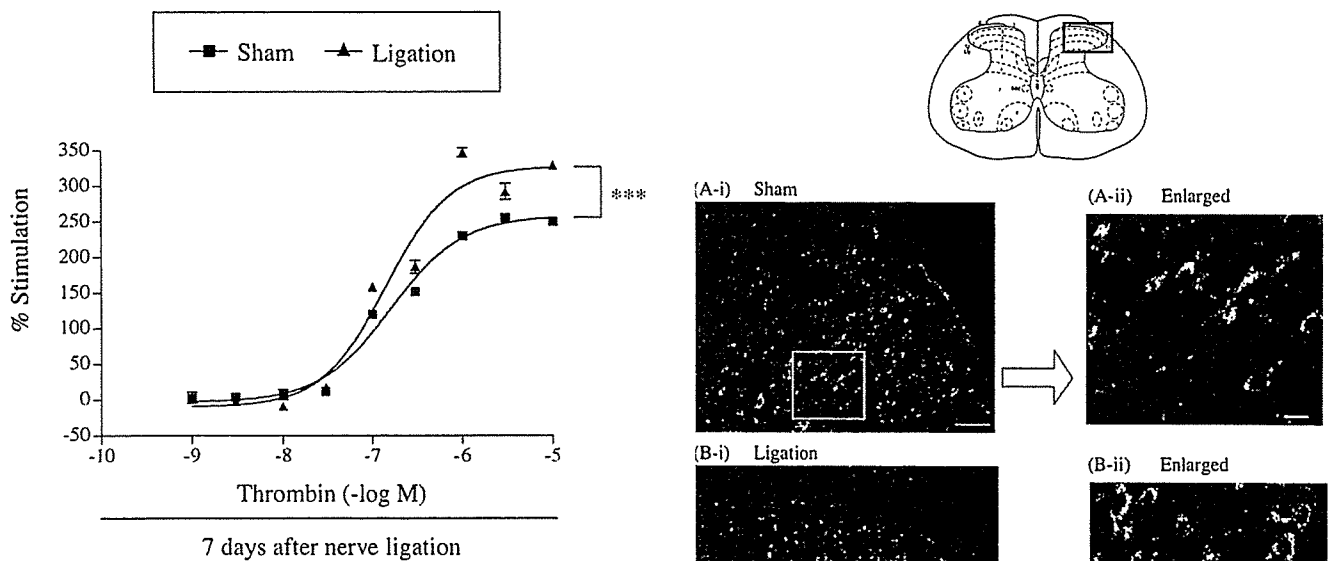 Sham Ligation
350
300
250
200
150
100
50
0
-50
% Stimulation
***
-10 -9 -8 -7 -6 -5
Thrombin (-log M)
7 days after nerve ligation
(A-i) Sham
(A-ii) Enlarged
(B-i) Ligation
(B-ii) Enlarged